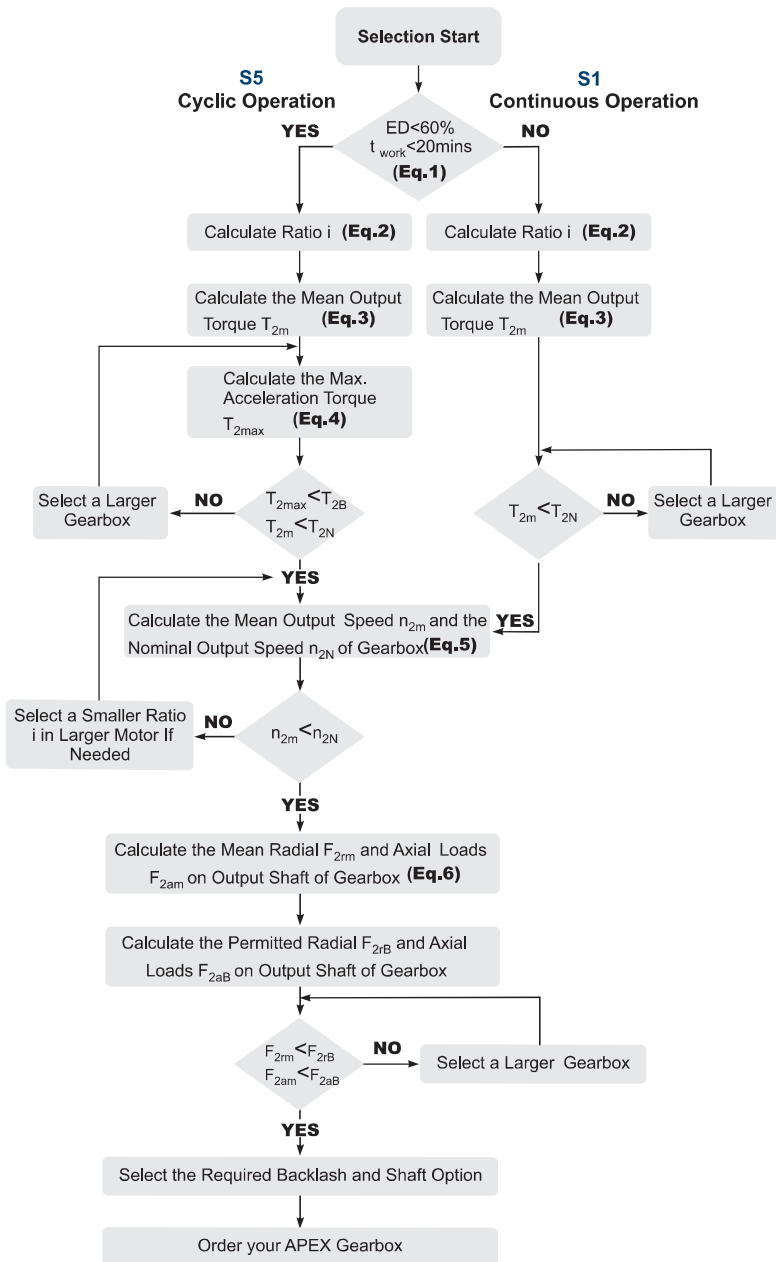 Selection Start
S5
Cyclic Operation
S1
Continuous Operation
YES
ED<60%
t work<20mins
(Eq.1)
NO
Calculate Ratio i (Eq.2)
Calculate Ratio i (Eq.2)
Calculate the Mean Output
Torque T2m (Eq.3)
Calculate the Mean Output
Torque T2m (Eq.3)
Calculate the Max.
Acceleration Torque
T2max (Eq.4)
Select a Larger
Gearbox
NO
T2max<T2B
T2m<T2N
T2m<T2N
NO
Select a Larger
Gearbox
YES
Calculate the Mean Output Speed n2m and the
Nominal Output Speed n2N of Gearbox(Eq.5)
YES
Select a Smaller Ratio
i in Larger Motor If
Needed
NO
n2m<n2N
YES
Calculate the Mean Radial F2rm and Axial Loads
F2am on Output Shaft of Gearbox (Eq.6)
Calculate the Permitted Radial F2rB and Axial
Loads F2aB on Output Shaft of Gearbox
F2rm<F2rB
F2am<F2aB
NO
Select a Larger Gearbox
YES
Select the Required Backlash and Shaft Option
Order your APEX Gearbox